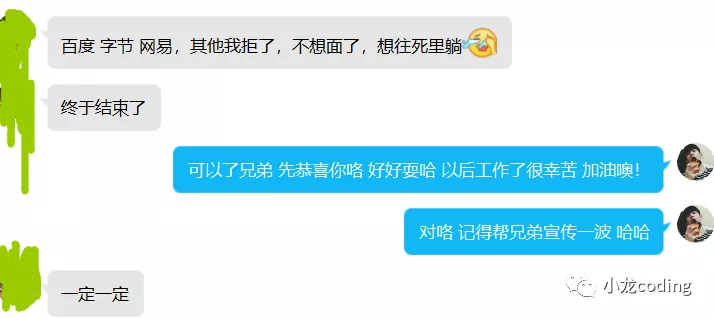 百度 字节 网易，其他我拒了，不想面了，想往死里躺
终于结束了
可以了兄弟 先恭喜你咯 好好耍哈 以后工作了很幸苦 加油噢！
对咯 记得帮兄弟宣传一波 哈哈
一定一定
小龙coding